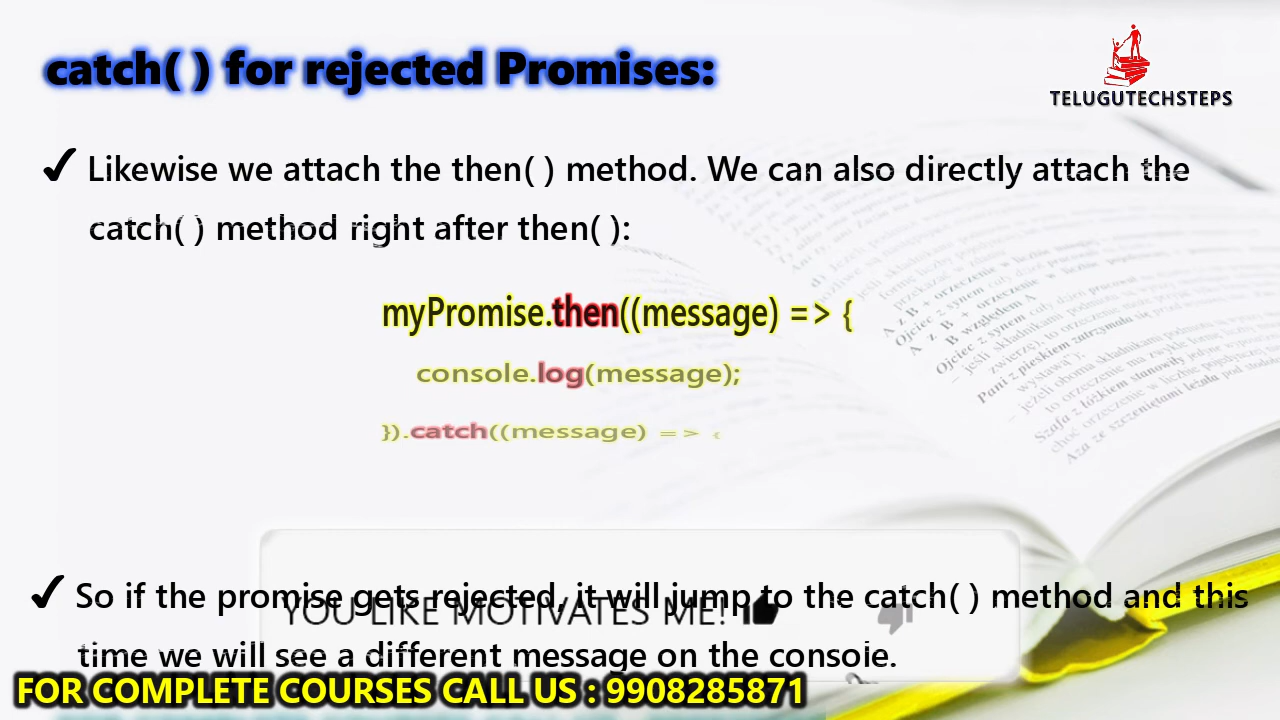 catch( ) for rejected Promises:
TELUGUTECHSTEPS
✔ Likewise we attach the then( ) method. We can also directly attach the
catch( ) method right after then( ):
myPromise.then((message) => {
console.log(message);
}).catch((message) => {
✔ So if the promise gets rejected, it will jump to the catch( ) method and this
YOU LIKE MOTIVATES ME!
time we will see a different message on the console.
FOR COMPLETE COURSES CALL US : 9908285871